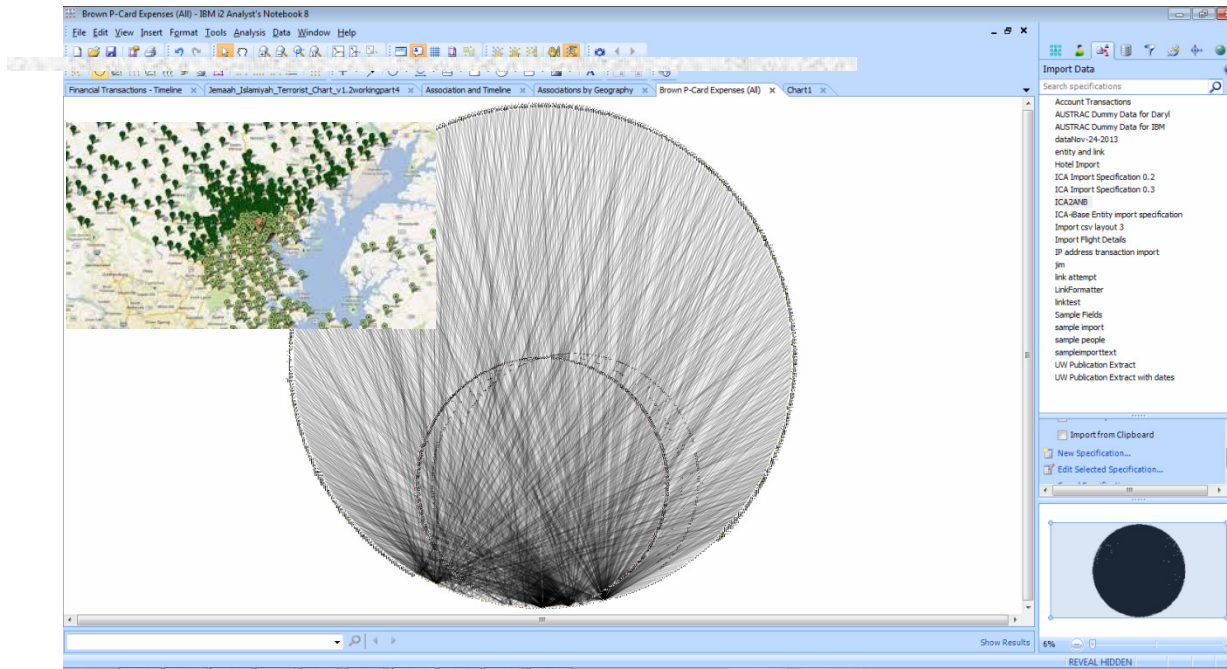 Brown P-Card Expenses (All) - IBM i2 Analyst's Notebook 8
File Edit View Insert Format Tools Analysis Data Window Help
Financial Transactions - Timeline
Jemaah_Islamiyah_Terrorist_Chart_v1.2workingpart4
Association and Timeline
Associations by Geography
Brown P-Card Expenses (All)
Chart1
Import Data
Search specifications
Account Transactions
AUSTRAC Dummy Data for Daryl
AUSTRAC Dummy Data for IBM
dataNov-24-2013
entity and link
Hotel Import
ICA Import Specification 0.2
ICA Import Specification 0.3
ICA2ANB
ICA-iBase Entity import specification
Import csv layout 3
Import Flight Details
IP address transaction import
jim
link attempt
LinkFormatter
linktest
Sample Fields
sample import
sample people
sampleimporttext
UW Publication Extract
UW Publication Extract with dates
Import from Clipboard
New Specification...
Edit Selected Specification...
Show Results
6%
REVEAL HIDDEN